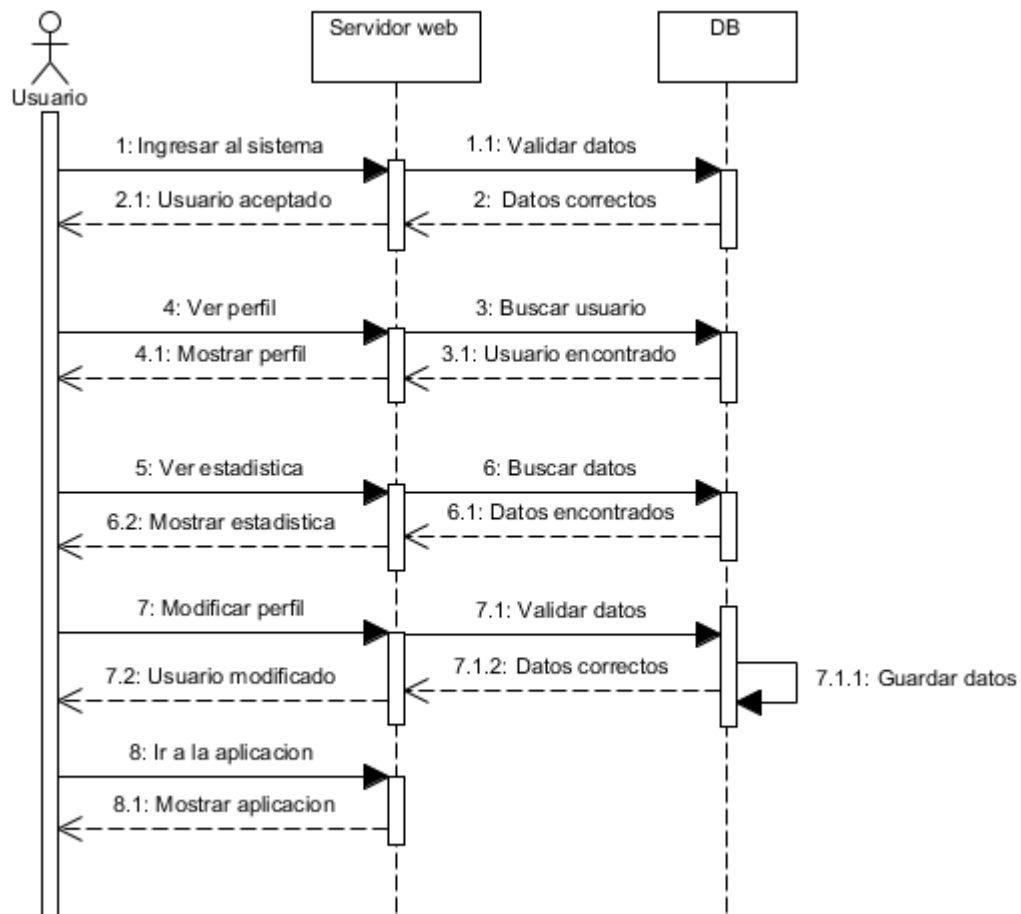 Servidor web
DB
Usuario
1: Ingresar al sistema
1.1: Validar datos
2.1: Usuario aceptado
2: Datos correctos
4: Ver perfil
3: Buscar usuario
4.1: Mostrar perfil
3.1: Usuario encontrado
5: Ver estadistica
6: Buscar datos
6.2: Mostrar estadistica
6.1: Datos encontrados
7: Modificar perfil
7.1: Validar datos
7.2: Usuario modificado
7.1.2: Datos correctos
7.1.1: Guardar datos
8: Ir a la aplicacion
8.1: Mostrar aplicacion